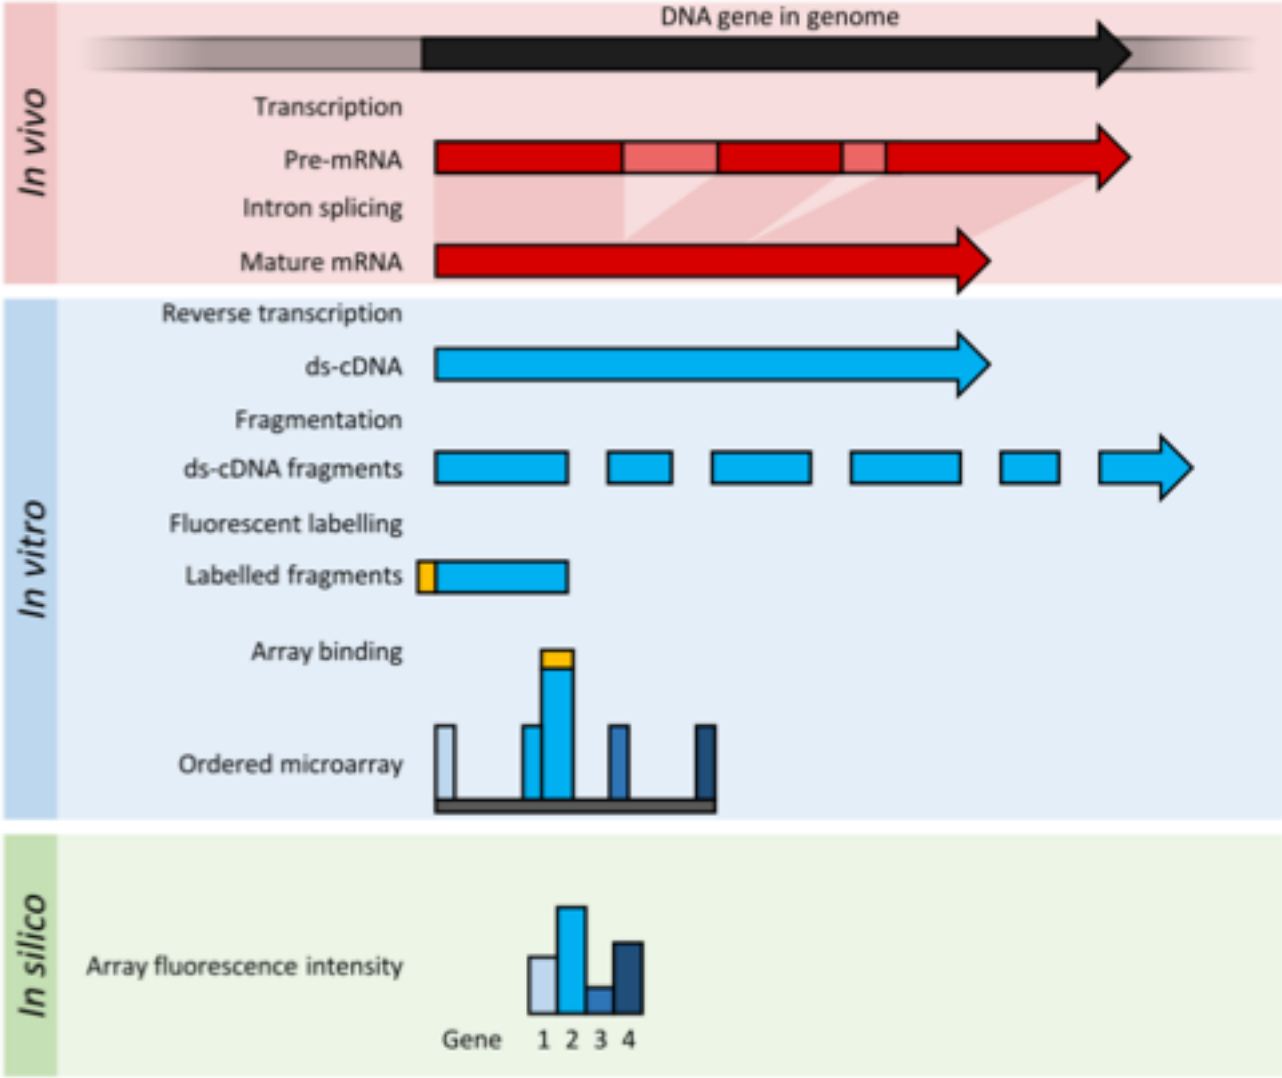 In vivo
DNA gene in genome
Transcription
Pre-mRNA
Intron splicing
Mature mRNA
In vitro
Reverse transcription
ds-cDNA
Fragmentation
ds-cDNA fragments
Fluorescent labelling
Labelled fragments
Array binding
Ordered microarray
In silico
Array fluorescence intensity
Gene 1 2 3 4